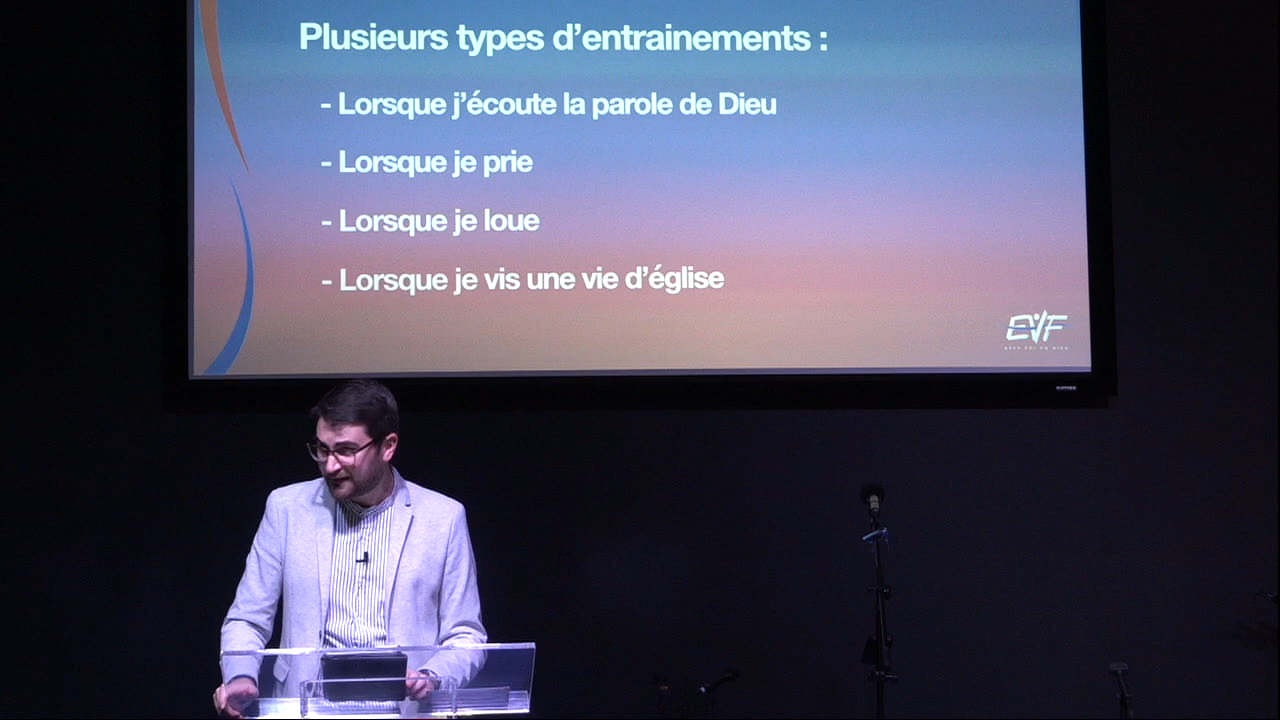 Plusieurs types d’entrainements :
- Lorsque j’écoute la parole de Dieu
- Lorsque je prie
- Lorsque je loue
- Lorsque je vis une vie d’église
EVF